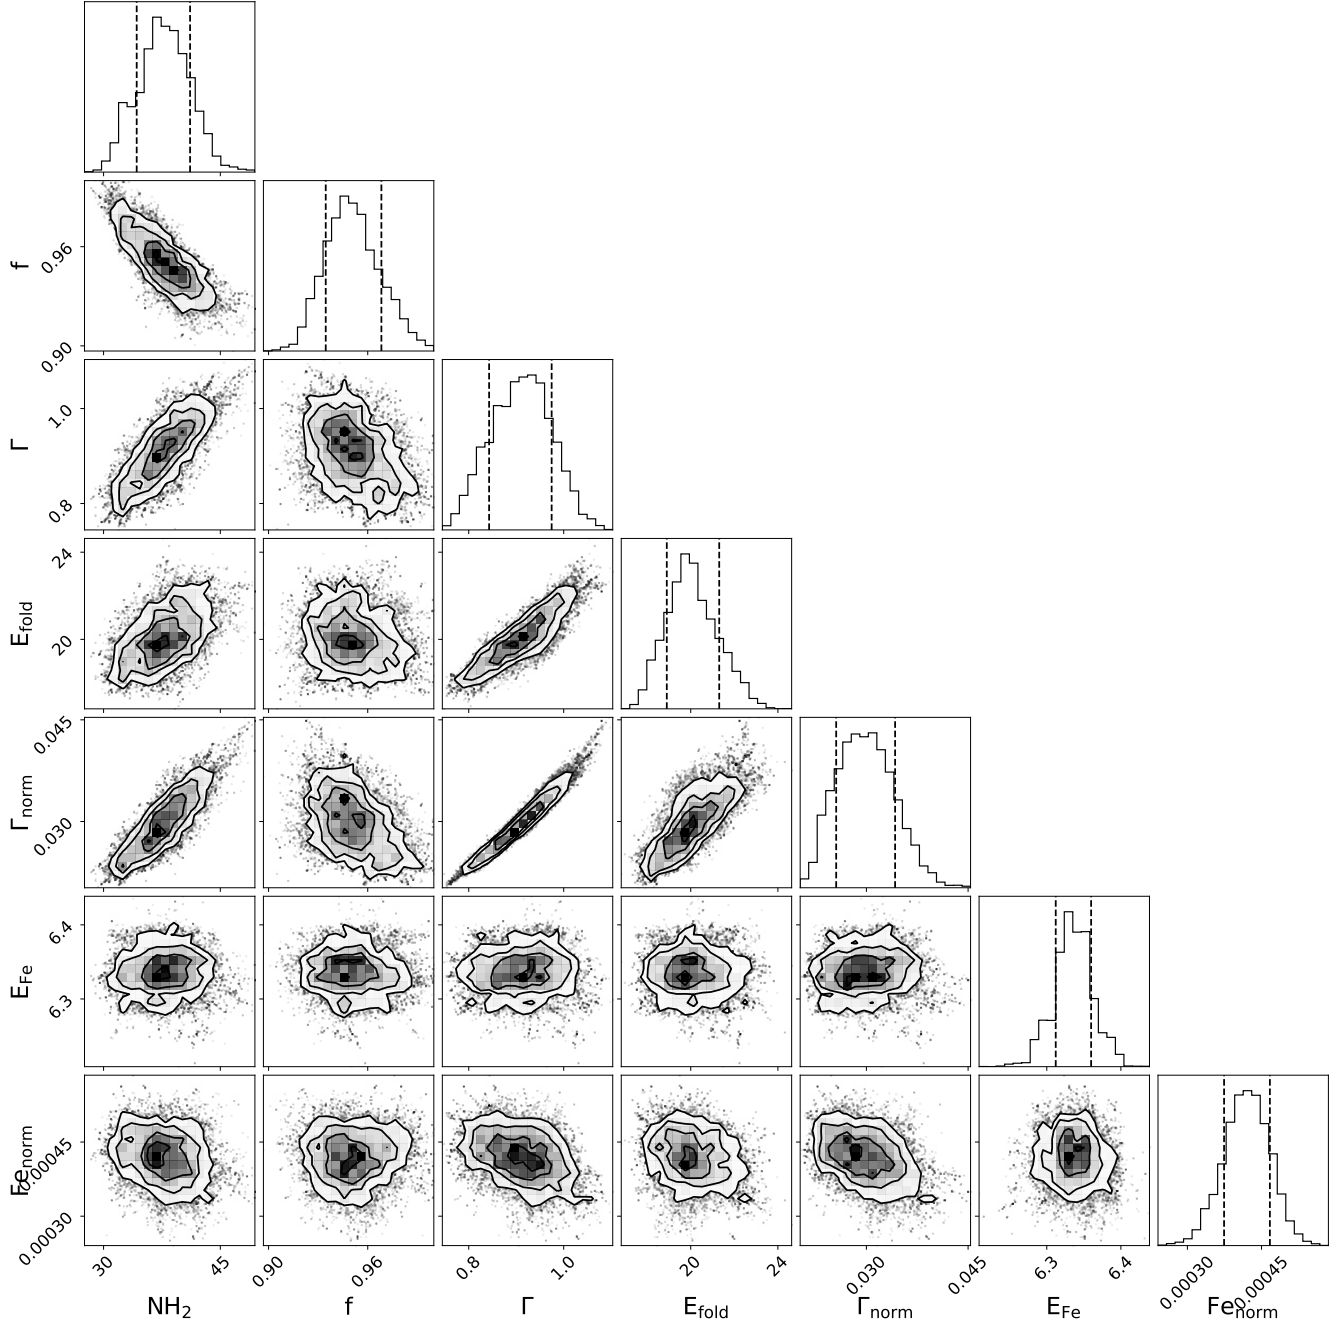 f
0.96
0.90
Γ
1.0
0.8
E_fold
24
20
Γ_norm
0.045
0.030
E_Fe
6.4
6.3
Fe_norm
0.00045
0.00030
30 45 0.90 0.96 0.8 1.0 20 24 0.030 0.045 6.3 6.4 0.00030 0.00045
NH₂ f Γ E_fold Γ_norm E_Fe Fe_norm